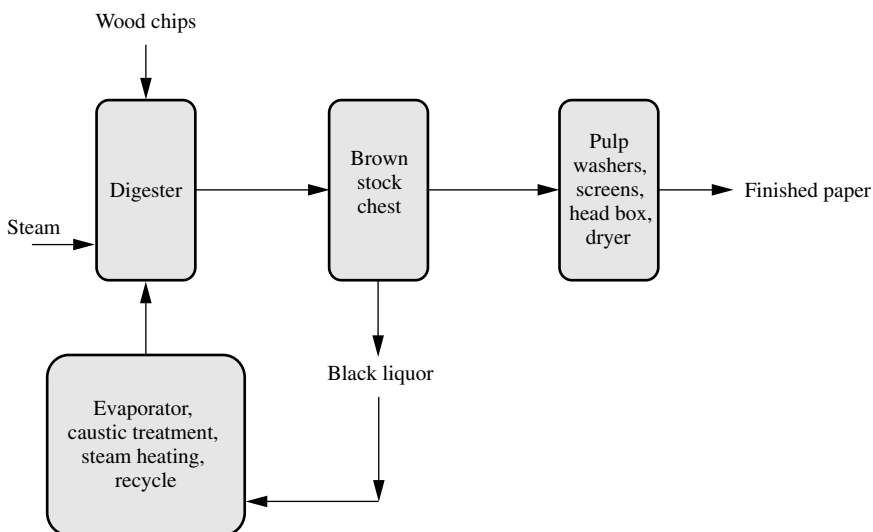 Wood chips
Digester
Steam
Brown
stock
chest
Pulp
washers,
screens,
head box,
dryer
Finished paper
Black liquor
Evaporator,
caustic treatment,
steam heating,
recycle